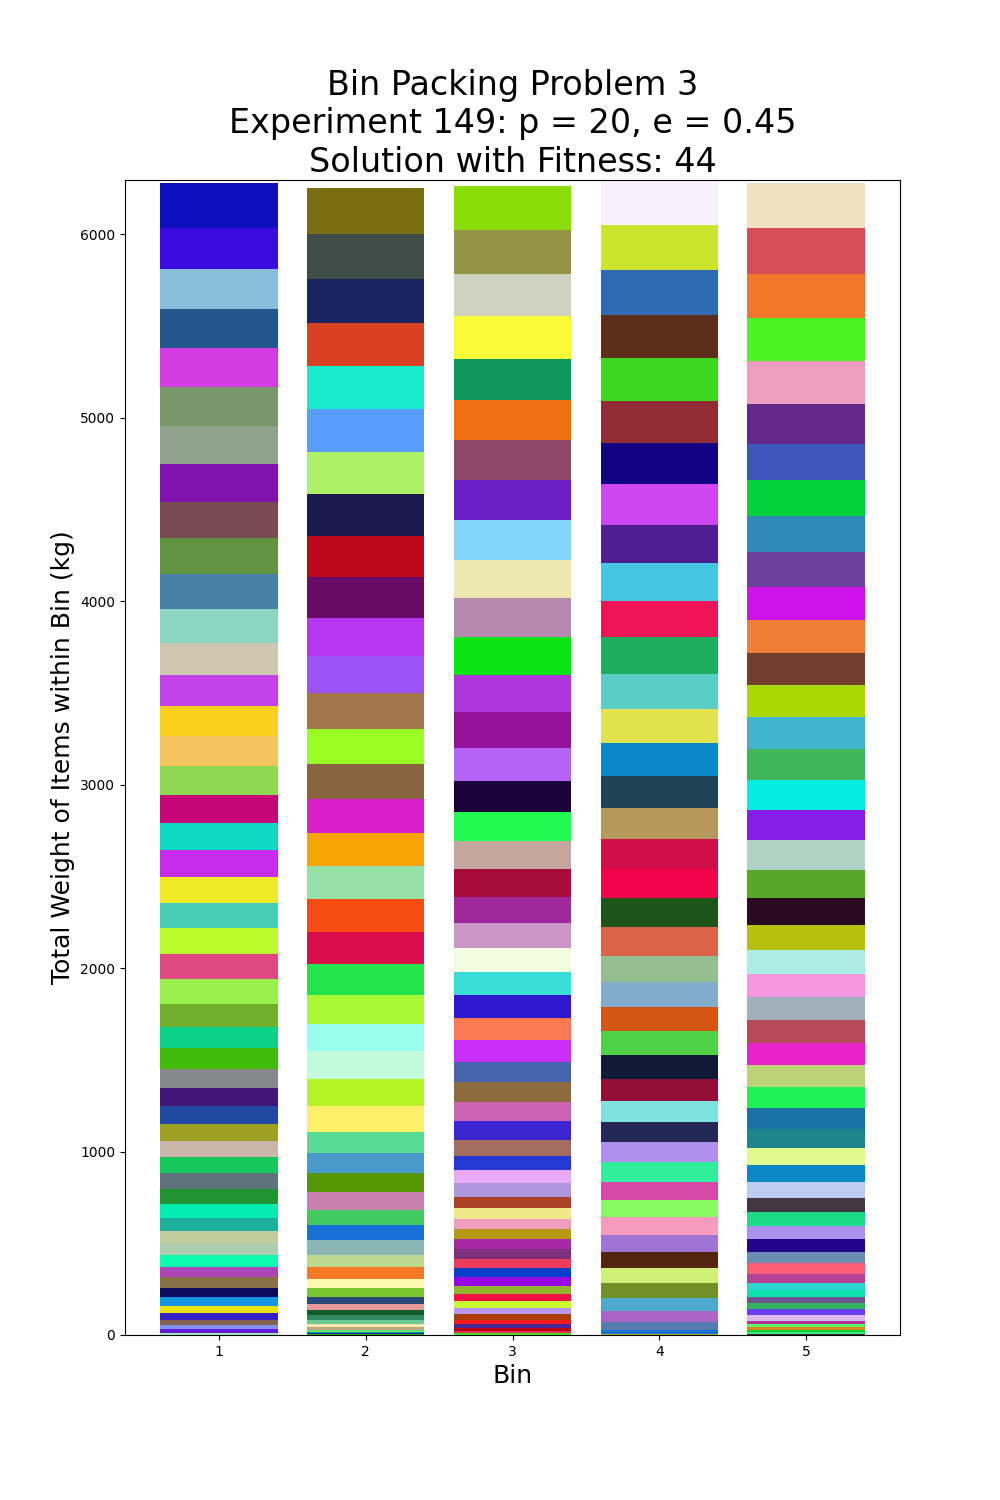 Bin Packing Problem 3
Experiment 149: p = 20, e = 0.45
Solution with Fitness: 44
Total Weight of Items within Bin (kg)
6000
5000
4000
3000
2000
1000
0
1 2 3 4 5
Bin